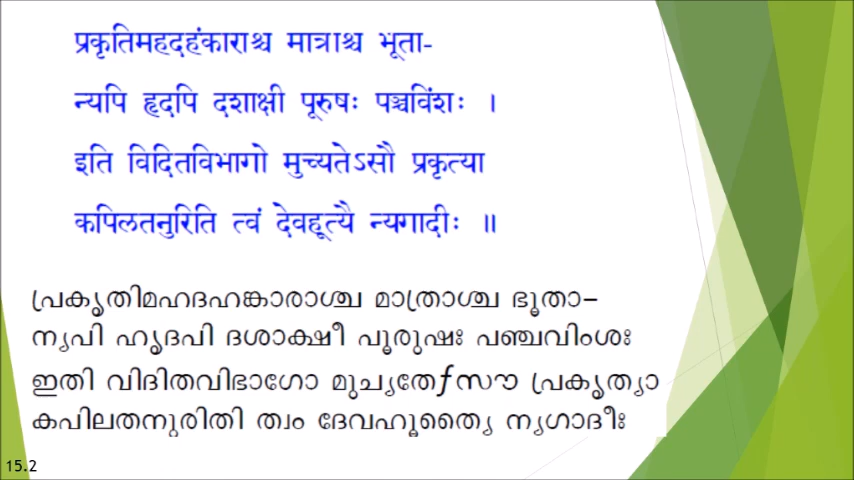 प्रकृतिमहदहंकाराश्च मात्राश्च भूता-
न्यपि हृदपि दशाक्षी पूरुषः पञ्चविंशः ।
इति विदितविभागो मुच्यतेऽसौ प्रकृत्या
कपिलतनुरिति त्वं देवहूत्यै न्यगादीः ॥
പ്രകൃതിമഹദഹങ്കാരാശ്ച മാത്രാശ്ച ഭൂതാ–
ന്യപി ഹൃദപി ദശാക്ഷീ പൂരുഷഃ പഞ്ചവിംശഃ
ഇതി വിദിതവിഭാഗോ മുച്യതേƒസൗ പ്രകൃത്യാ
കപിലതനുരിതി ത്വം ദേവഹൂത്യൈ ന്യഗാദീഃ
15.2